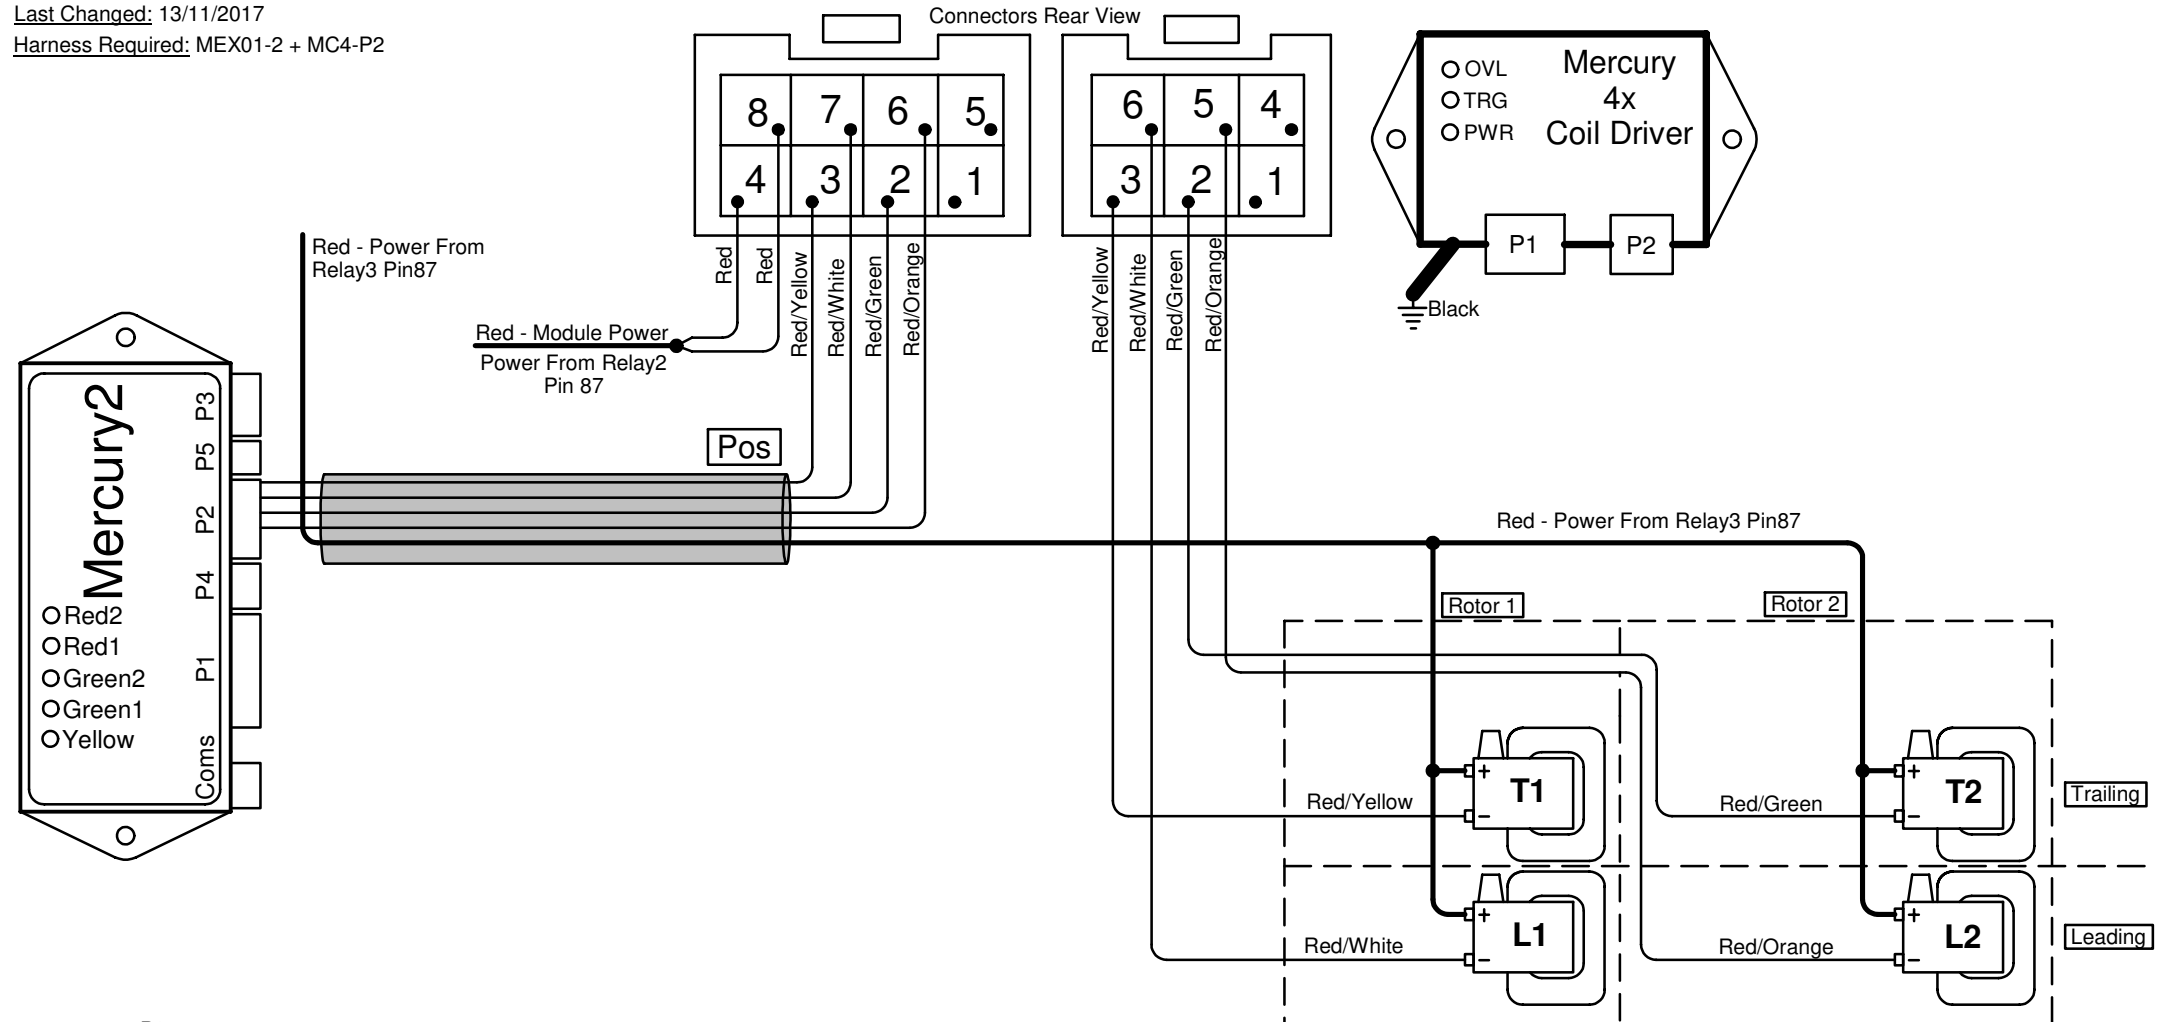 Last Changed: 13/11/2017
Harness Required: MEX01-2 + MC4-P2
Connectors Rear View
8 7 6 5
4 3 2 1
6 5 4
3 2 1
OVL
TRG
PWR
Mercury
4x
Coil Driver
P1
P2
Black
Red - Power From
Relay3 Pin87
Red
Red
Red/Yellow
Red/White
Red/Green
Red/Orange
Red/Yellow
Red/White
Red/Green
Red/Orange
Red - Module Power
Power From Relay2
Pin 87
Pos
Mercury2
P3
P5
P2
P4
P1
Coms
Red2
Red1
Green2
Green1
Yellow
Red - Power From Relay3 Pin87
Rotor 1
Rotor 2
+
T1
-
Red/Yellow
+
T2
-
Red/Green
Trailing
+
L1
-
Red/White
+
L2
-
Red/Orange
Leading